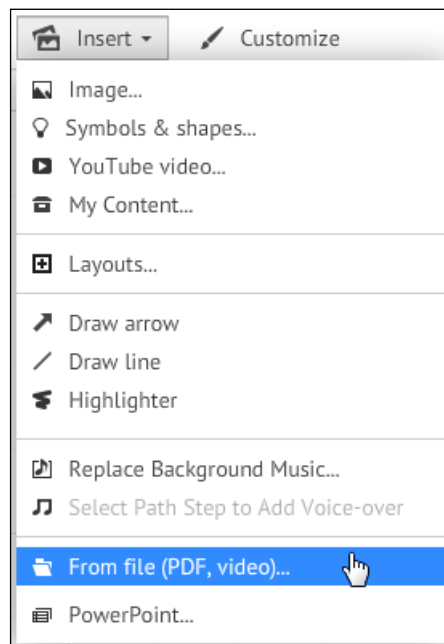 Insert
Customize
Image...
Symbols & shapes...
YouTube video...
My Content...
Layouts...
Draw arrow
Draw line
Highlighter
Replace Background Music...
Select Path Step to Add Voice-over
From file (PDF, video)...
PowerPoint...